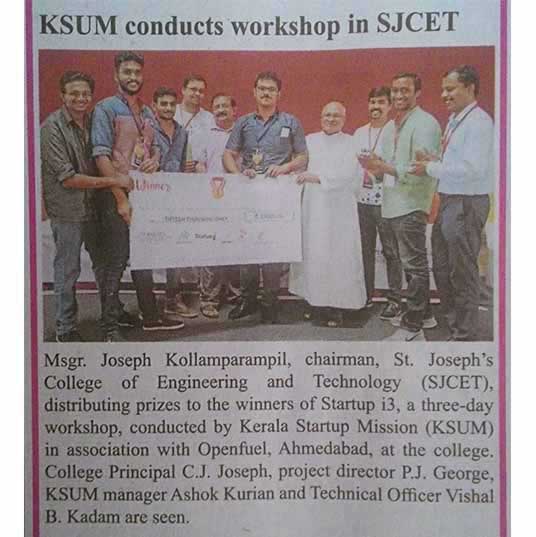 KSUM conducts workshop in SJCET
Winner
Msgr. Joseph Kollamparampil, chairman, St. Joseph's
College of Engineering and Technology (SJCET),
distributing prizes to the winners of Startup i3, a three-day
workshop, conducted by Kerala Startup Mission (KSUM)
in association with Openfuel, Ahmedabad, at the college.
College Principal C.J. Joseph, project director P.J. George,
KSUM manager Ashok Kurian and Technical Officer Vishal
B. Kadam are seen.